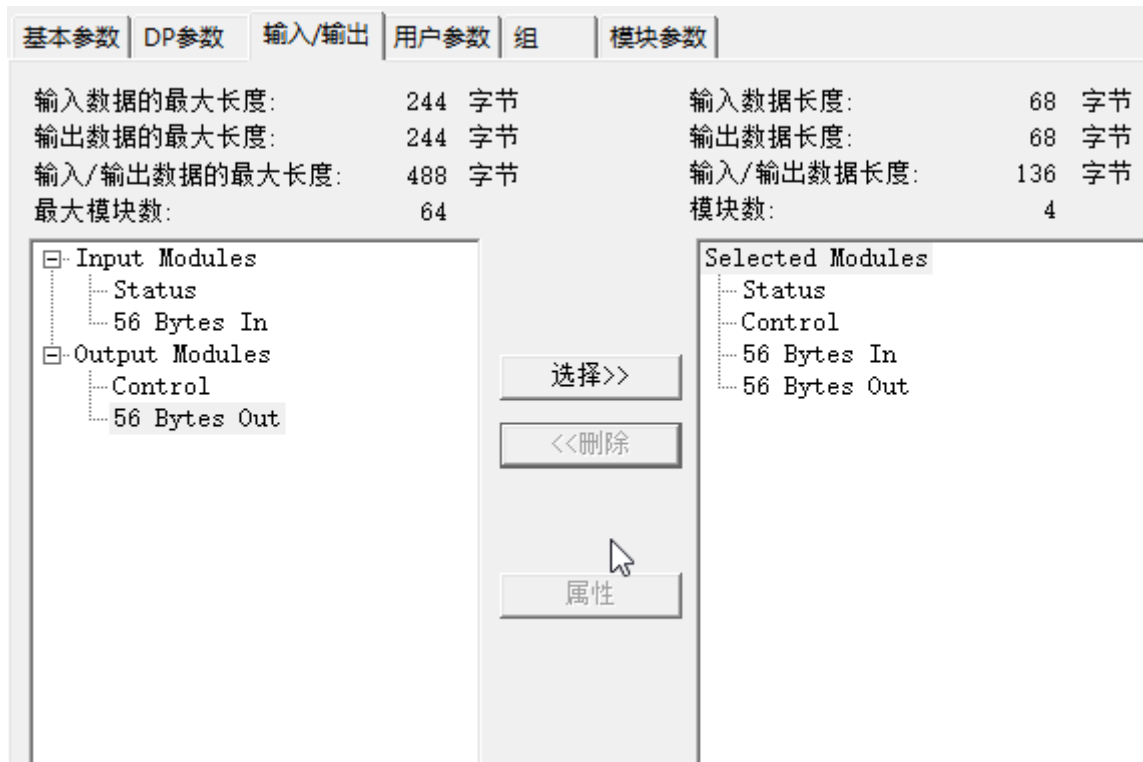 基本参数 DP参数 输入/输出 用户参数 组 模块参数
输入数据的最大长度: 244 字节 输入数据长度: 68 字节
输出数据的最大长度: 244 字节 输出数据长度: 68 字节
输入/输出数据的最大长度: 488 字节 输入/输出数据长度: 136 字节
最大模块数: 64 模块数: 4
Input Modules
Status
56 Bytes In
Output Modules
Control
56 Bytes Out
选择>>
<<删除
属性
Selected Modules
Status
Control
56 Bytes In
56 Bytes Out